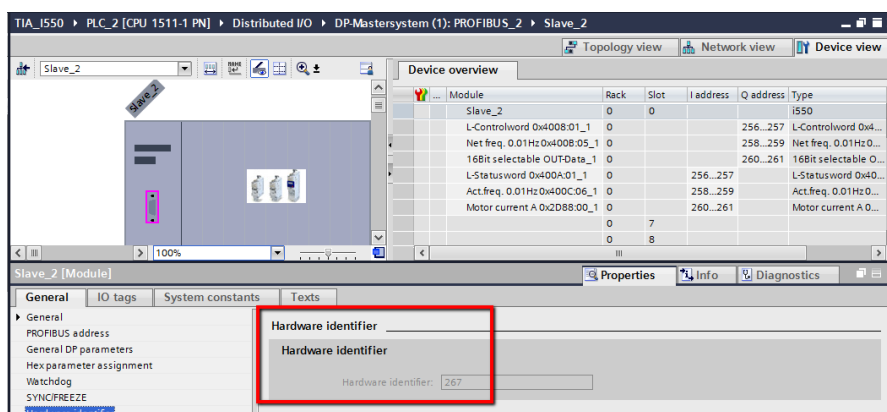 TIA_I550 ▸ PLC_2 [CPU 1511-1 PN] ▸ Distributed I/O ▸ DP-Mastersystem (1): PROFIBUS_2 ▸ Slave_2
Topology view Network view Device view
Slave_2
Device overview
... Module Rack Slot I address Q address Type
Slave_2 0 0 i550
L-Controlword 0x4008:01_1 0 256...257 L-Controlword 0x4...
Net freq. 0.01Hz 0x400B:05_1 0 258...259 Net freq. 0.01Hz 0...
16Bit selectable OUT-Data_1 0 260...261 16Bit selectable O...
L-Statusword 0x400A:01_1 0 256...257 L-Statusword 0x40...
Act.freq. 0.01Hz 0x400C:06_1 0 258...259 Act.freq. 0.01Hz 0...
Motor current A 0x2D88:00_1 0 260...261 Motor current A 0...
0 7
0 8
Slave_2
100%
Slave_2 [Module]
Properties Info Diagnostics
General IO tags System constants Texts
General
PROFIBUS address
General DP parameters
Hex parameter assignment
Watchdog
SYNC/FREEZE
Hardware identifier
Hardware identifier
Hardware identifier: 267